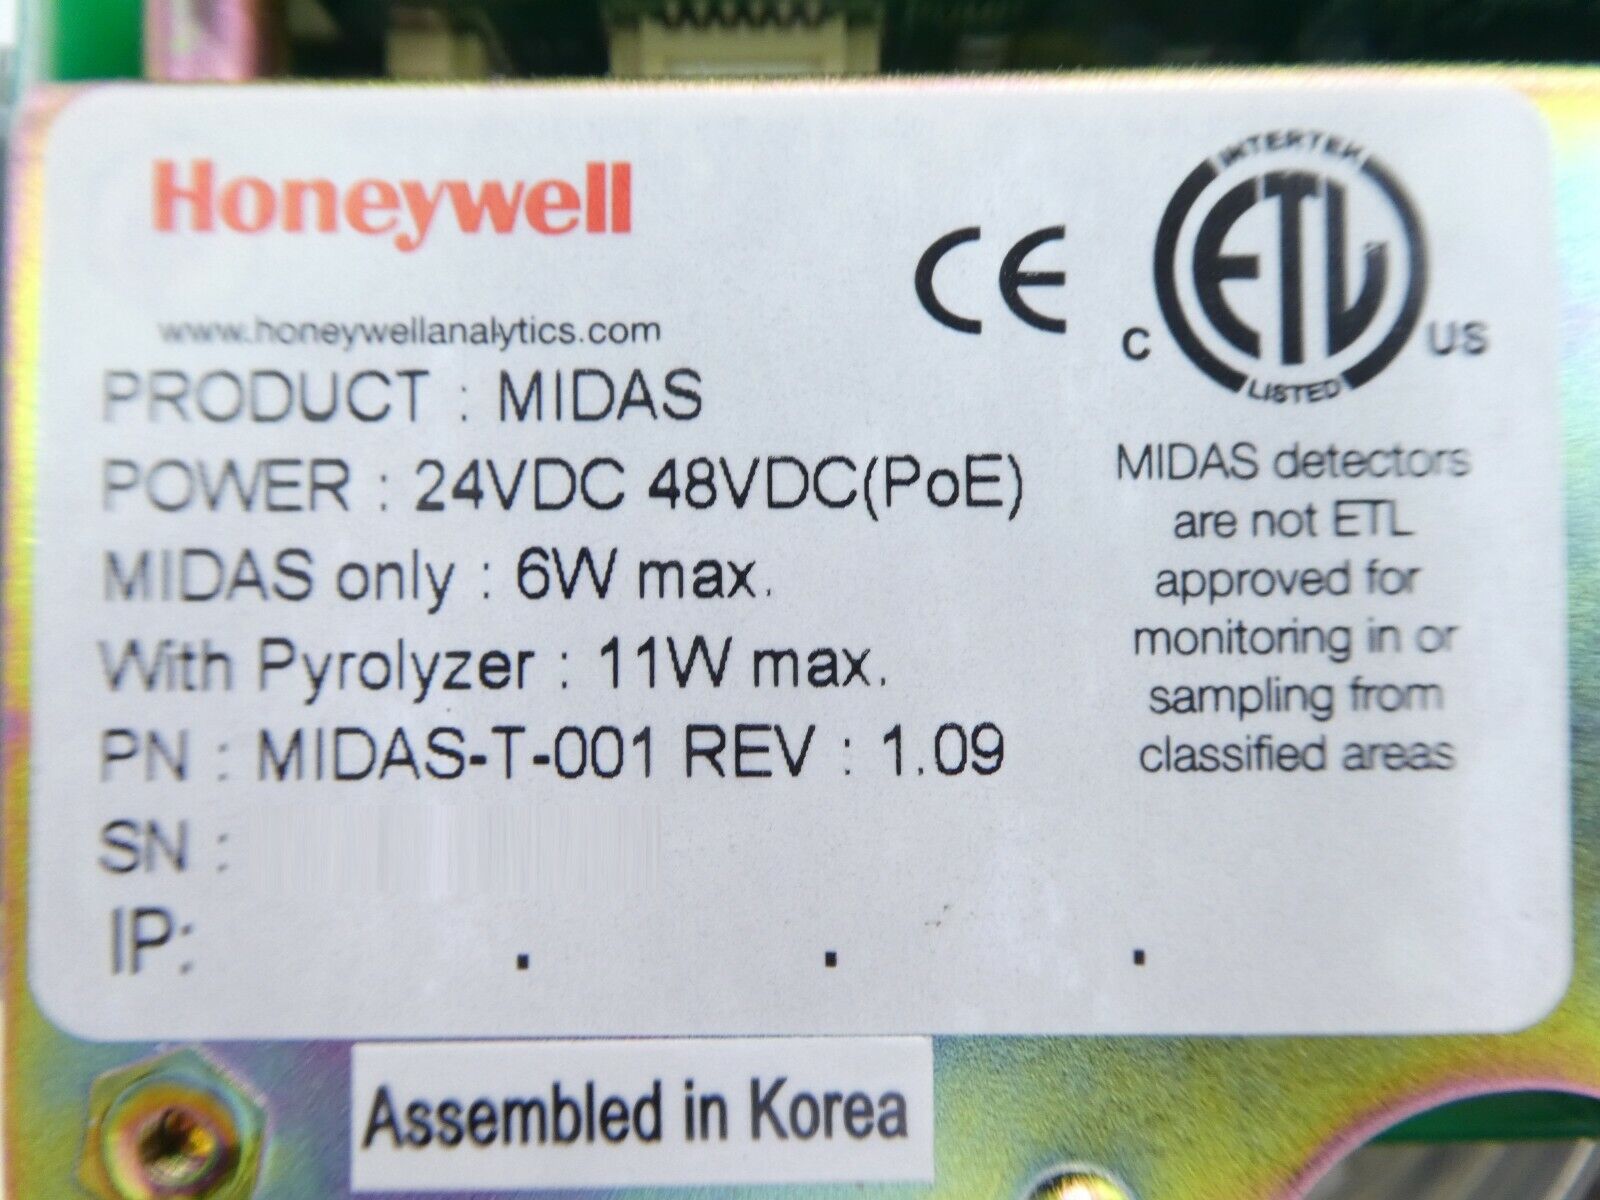 Honeywell
www.honeywellanalytics.com
PRODUCT : MIDAS
POWER : 24VDC 48VDC(PoE)
MIDAS only : 6W max.
With Pyrolyzer : 11W max.
PN : MIDAS-T-001 REV : 1.09
SN :
IP: . . .
CE
INTERTEK
ETL
C US
LISTED
MIDAS detectors
are not ETL
approved for
monitoring in or
sampling from
classified areas
Assembled in Korea